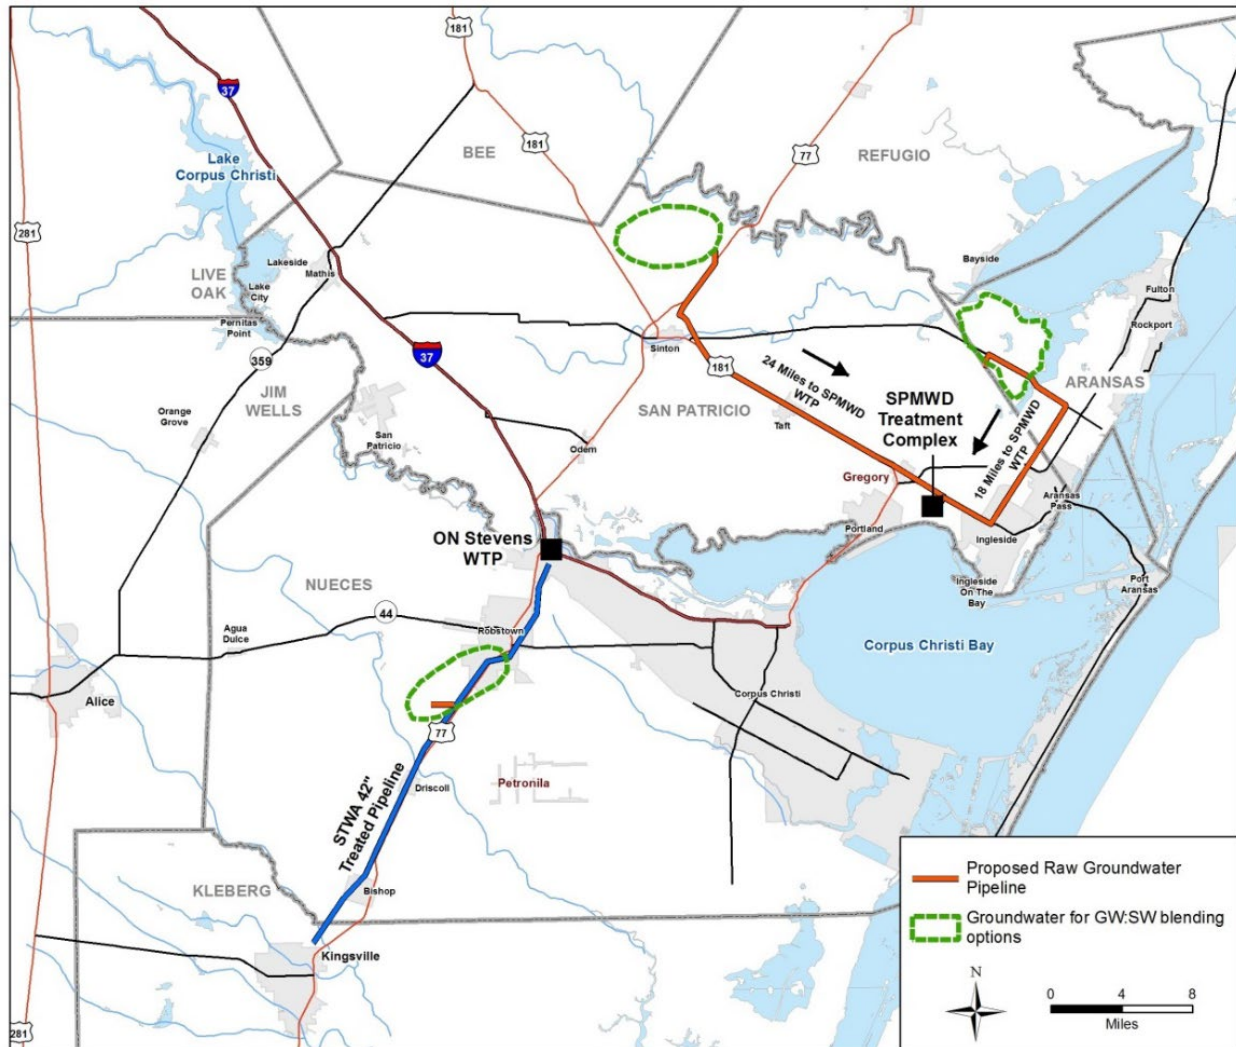 181
37
181
BEE
77
REFUGIO
Lake
Corpus Christi
281
Bayside
LIVE
OAK
Lakeside
Mathis
Lake
City
Pernitas
Point
Fulton
Rockport
Sinton
359
37
181
24 Miles to SPMWD
WTP
JIM
WELLS
ARANSAS
SAN PATRICIO
Taft
SPMWD
Treatment
Complex
18 Miles to SPMWD
WTP
Orange
Grove
San
Patricio
Odem
Gregory
Aransas
Pass
Portland
Ingleside
ON Stevens
WTP
Ingleside
On The
Bay
Port
Aransas
NUECES
44
Agua
Dulce
Robstown
Corpus Christi Bay
Alice
Corpus Christi
77
Driscoll
Petronila
STWA 42"
Treated Pipeline
KLEBERG
Bishop
Kingsville
281
Proposed Raw Groundwater
Pipeline
Groundwater for GW:SW blending
options
N
0 4 8
Miles